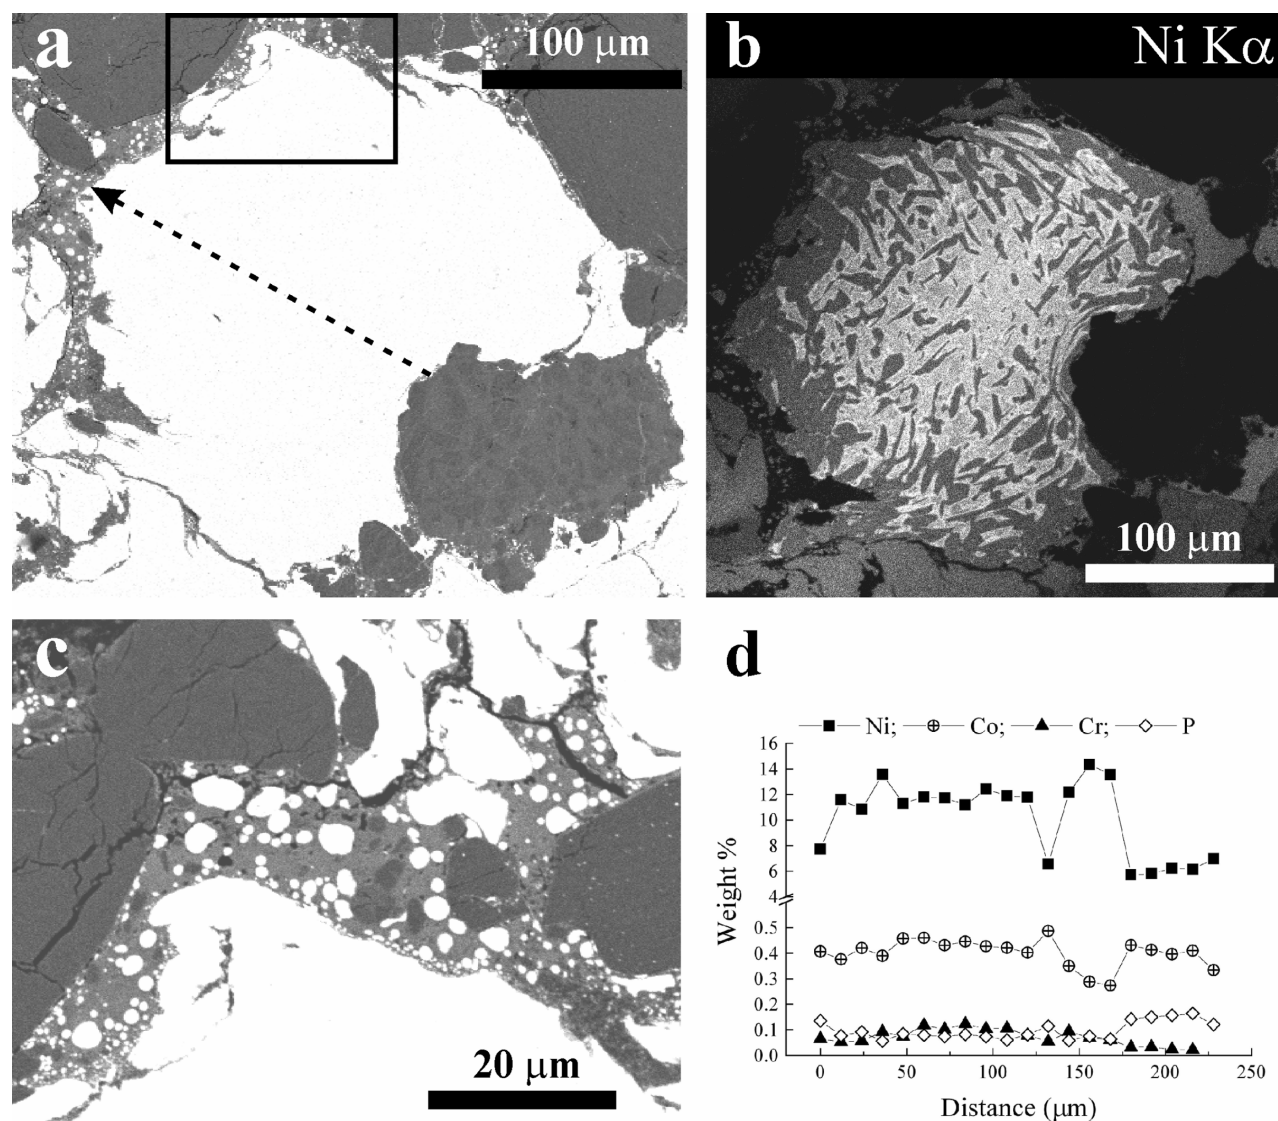 a
100 μm
b
Ni Kα
100 μm
c
20 μm
d
Ni; Co; Cr; P
16
14
12
10
8
6
4
0.5
0.4
0.3
0.2
0.1
0.0
Weight %
0 50 100 150 200 250
Distance (μm)